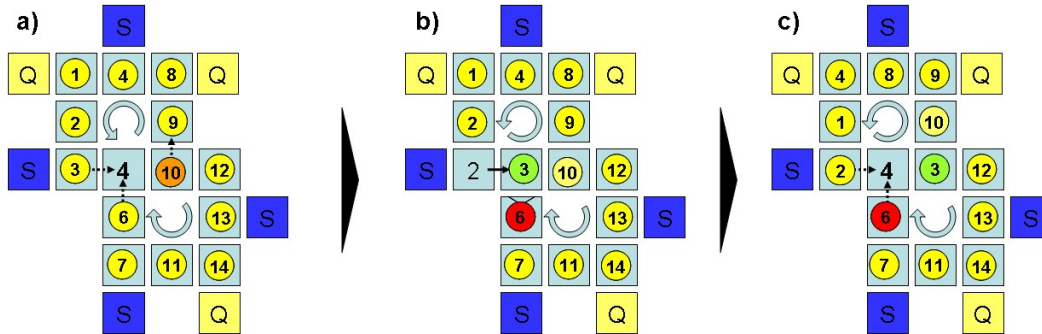 a)
S
Q 1 4 8 Q
2 9
S 3 4 10 12
6 13 S
7 11 14
S Q
b)
S
Q 1 4 8 Q
2 9
S 2 3 10 12
6 13 S
7 11 14
S Q
c)
S
Q 4 8 9 Q
1 10
S 2 4 3 12
6 13 S
7 11 14
S Q